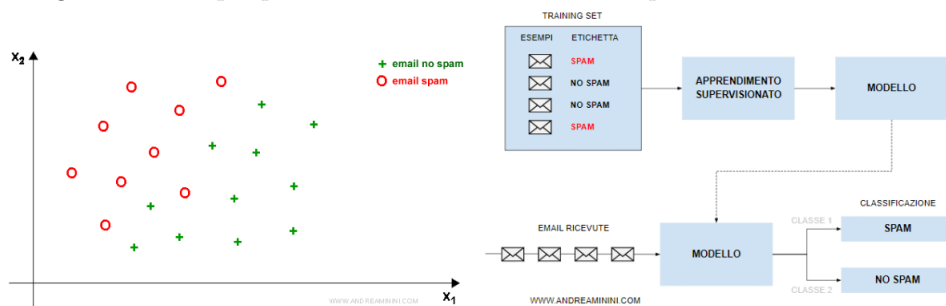 x₂
email no spam
email spam
WWW.ANDREAMININI.COM
x₁
TRAINING SET
ESEMPI ETICHETTA
SPAM
NO SPAM
NO SPAM
SPAM
APPRENDIMENTO
SUPERVISIONATO
MODELLO
EMAIL RICEVUTE
MODELLO
CLASSIFICAZIONE
CLASSE 1
SPAM
NO SPAM
CLASSE 2
WWW.ANDREAMININI.COM